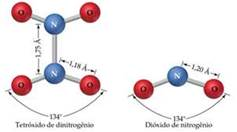 O N O
1,75 Å
1,18 Å
O N O
134°
Tetróxido de dinitrogênio
1,20 Å
N
O O
134°
Dióxido de nitrogênio